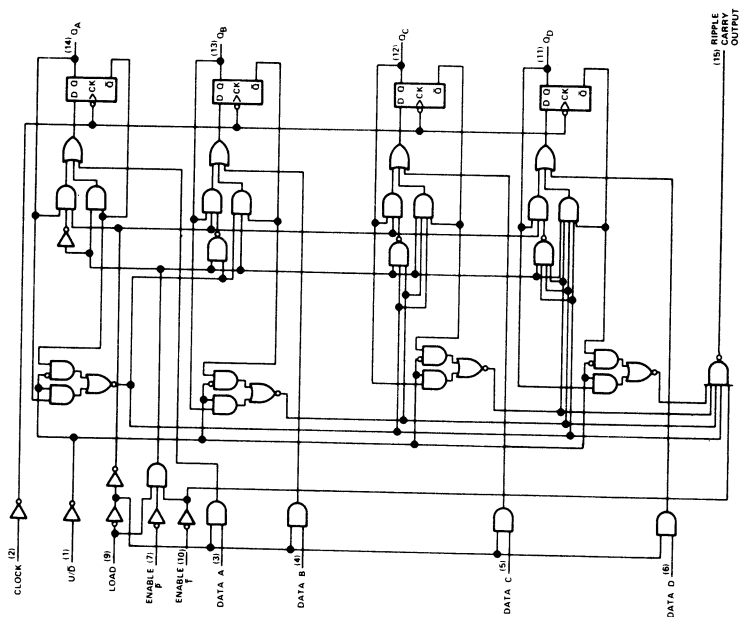 (14) QA
(13) QB
(12) QC
(11) QD
(15) RIPPLE
CARRY
OUTPUT
D Q
CK
Q̄
D Q
CK
Q̄
D Q
CK
Q̄
D Q
CK
Q̄
CLOCK (2)
U/D̄ (1)
LOAD (9)
ENABLE (7)
P̄
ENABLE (10)
T̄
DATA A (3)
DATA B (4)
DATA C (5)
DATA D (6)